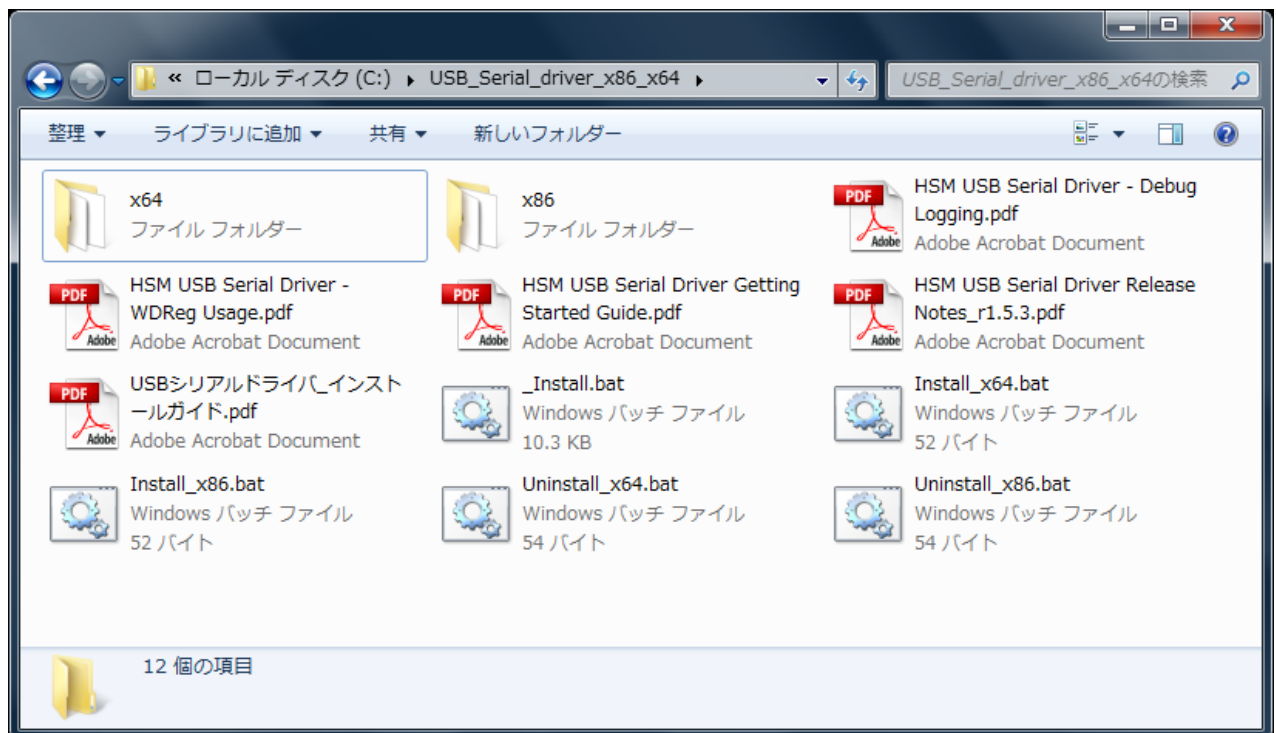 « ローカル ディスク (C:) ▸ USB_Serial_driver_x86_x64 ▸
USB_Serial_driver_x86_x64の検索
整理 ▼ ライブラリに追加 ▼ 共有 ▼ 新しいフォルダー
x64
ファイル フォルダー
x86
ファイル フォルダー
PDF
Adobe
HSM USB Serial Driver - Debug
Logging.pdf
Adobe Acrobat Document
PDF
Adobe
HSM USB Serial Driver -
WDReg Usage.pdf
Adobe Acrobat Document
PDF
Adobe
HSM USB Serial Driver Getting
Started Guide.pdf
Adobe Acrobat Document
PDF
Adobe
HSM USB Serial Driver Release
Notes_r1.5.3.pdf
Adobe Acrobat Document
PDF
Adobe
USBシリアルドライバ_インスト
ールガイド.pdf
Adobe Acrobat Document
_Install.bat
Windows バッチ ファイル
10.3 KB
Install_x64.bat
Windows バッチ ファイル
52 バイト
Install_x86.bat
Windows バッチ ファイル
52 バイト
Uninstall_x64.bat
Windows バッチ ファイル
54 バイト
Uninstall_x86.bat
Windows バッチ ファイル
54 バイト
12 個の項目